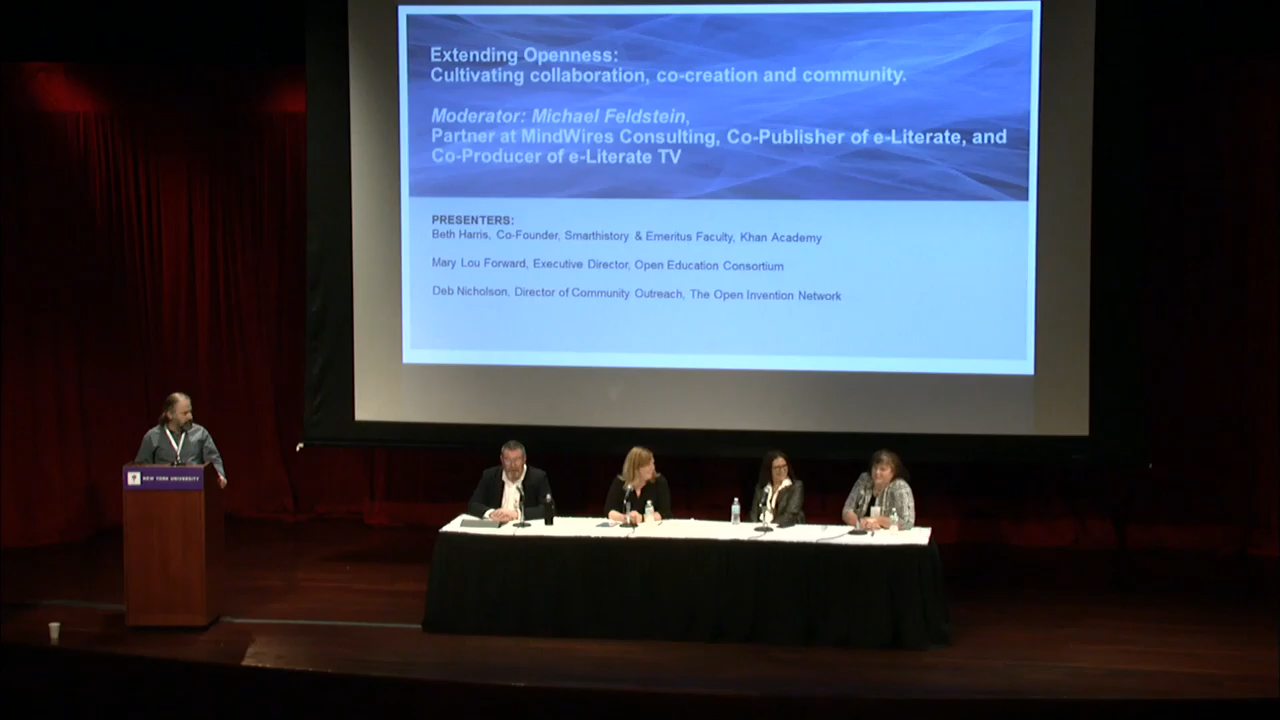 Extending Openness:
Cultivating collaboration, co-creation and community.
Moderator: Michael Feldstein,
Partner at MindWires Consulting, Co-Publisher of e-Literate, and
Co-Producer of e-Literate TV
PRESENTERS:
Beth Harris, Co-Founder, Smarthistory & Emeritus Faculty, Khan Academy
Mary Lou Forward, Executive Director, Open Education Consortium
Deb Nicholson, Director of Community Outreach, The Open Invention Network
NEW YORK UNIVERSITY